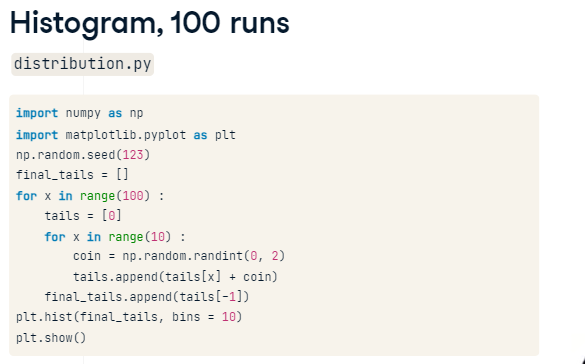 Histogram, 100 runs
distribution.py
import numpy as np
import matplotlib.pyplot as plt
np.random.seed(123)
final_tails = []
for x in range(100) :
    tails = [0]
    for x in range(10) :
        coin = np.random.randint(0, 2)
        tails.append(tails[x] + coin)
    final_tails.append(tails[-1])
plt.hist(final_tails, bins = 10)
plt.show()